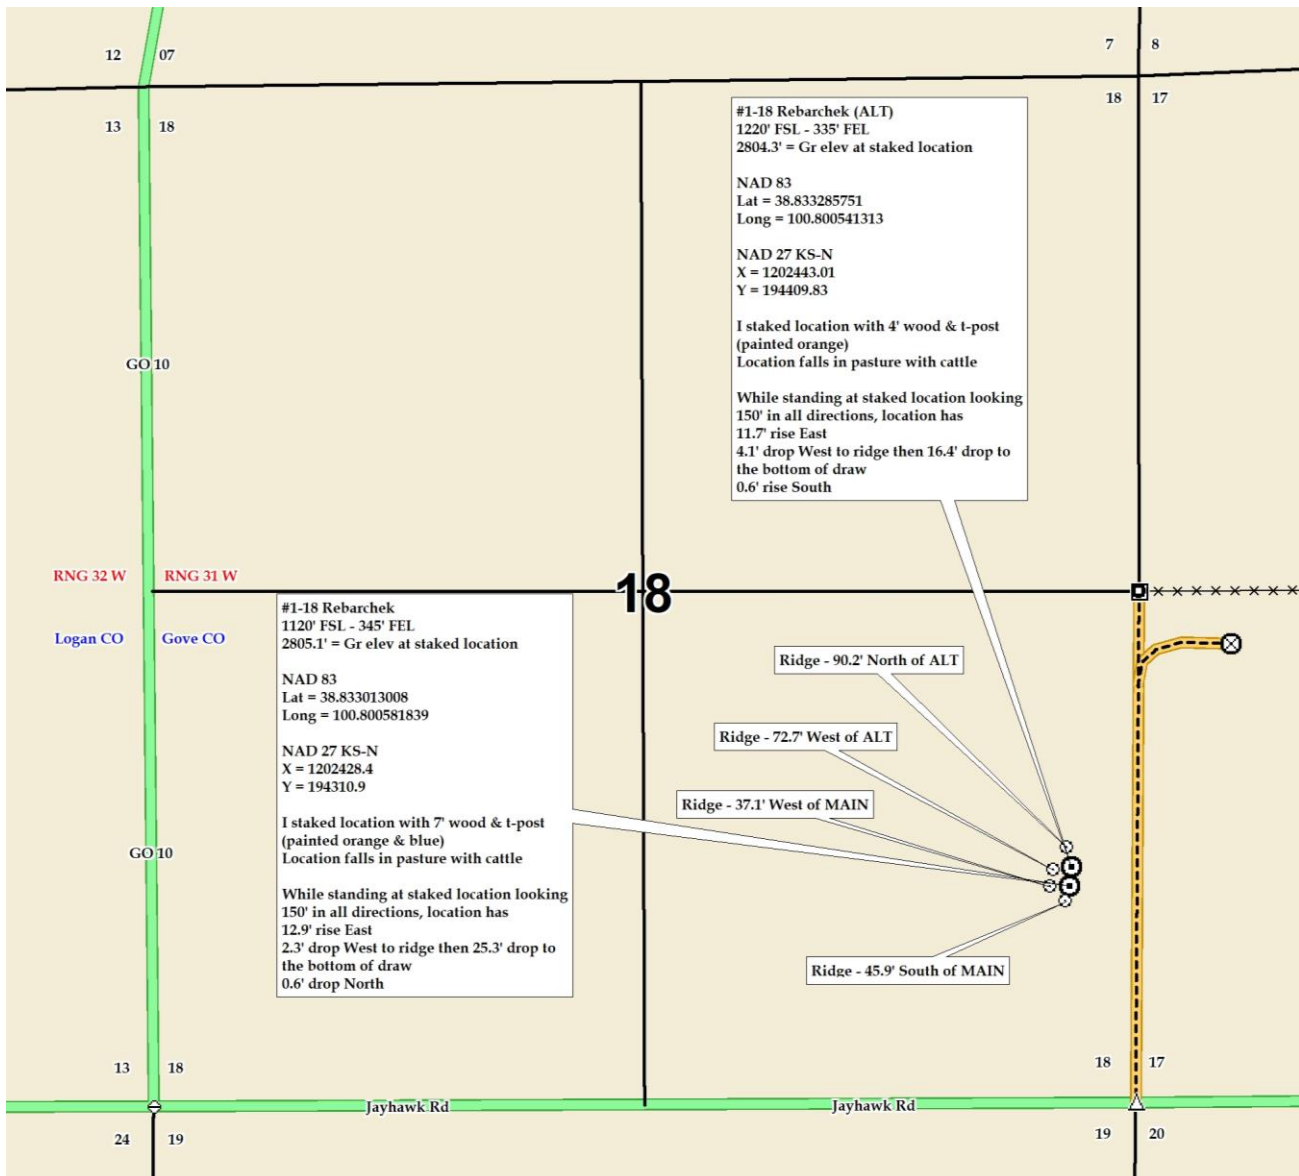 12 07
7 8
13 18
18 17
#1-18 Rebarchek (ALT)
1220' FSL - 335' FEL
2804.3' = Gr elev at staked location
NAD 83
Lat = 38.833285751
Long = 100.800541313
NAD 27 KS-N
X = 1202443.01
Y = 194409.83
I staked location with 4' wood & t-post
(painted orange)
Location falls in pasture with cattle
While standing at staked location looking
150' in all directions, location has
11.7' rise East
4.1' drop West to ridge then 16.4' drop to
the bottom of draw
0.6' rise South
GO 10
RNG 32 W RNG 31 W
18
Logan CO Gove CO
#1-18 Rebarchek
1120' FSL - 345' FEL
2805.1' = Gr elev at staked location
NAD 83
Lat = 38.833013008
Long = 100.800581839
NAD 27 KS-N
X = 1202428.4
Y = 194310.9
I staked location with 7' wood & t-post
(painted orange & blue)
Location falls in pasture with cattle
While standing at staked location looking
150' in all directions, location has
12.9' rise East
2.3' drop West to ridge then 25.3' drop to
the bottom of draw
0.6' drop North
Ridge - 90.2' North of ALT
Ridge - 72.7' West of ALT
Ridge - 37.1' West of MAIN
GO 10
Ridge - 45.9' South of MAIN
13 18
18 17
Jayhawk Rd
Jayhawk Rd
24 19
19 20